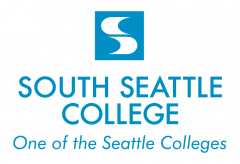 SOUTH SEATTLE
COLLEGE
One of the Seattle Colleges